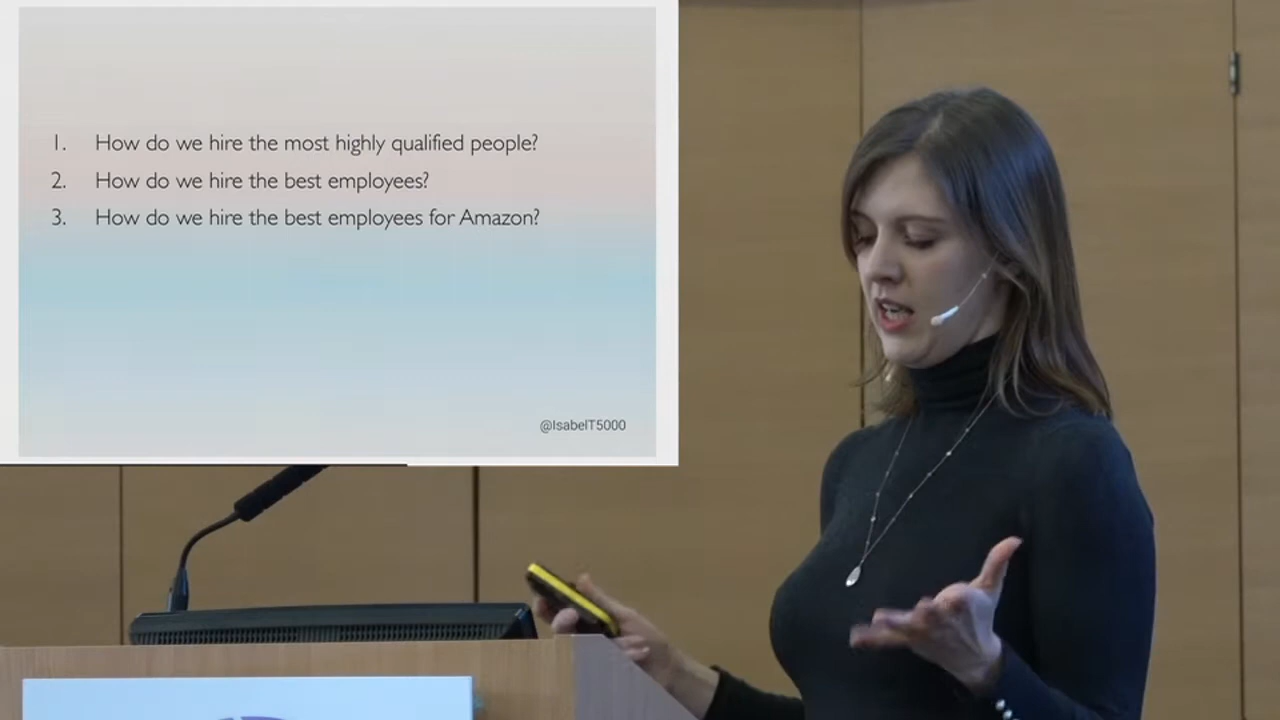 1. How do we hire the most highly qualified people?
2. How do we hire the best employees?
3. How do we hire the best employees for Amazon?
@IsabelT5000